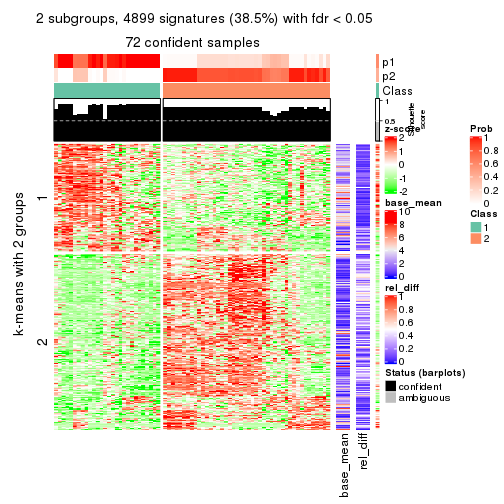 2 subgroups, 4899 signatures (38.5%) with fdr < 0.05
72 confident samples
p1
p2
Class
1
0.5
0
Silhouette
score
k-means with 2 groups
1
2
base_mean
rel_diff
z-score
2
1
0
-1
-2
base_mean
10
8
6
4
2
0
rel_diff
1
0.8
0.6
0.4
0.2
0
Status (barplots)
confident
ambiguous
Prob
1
0.8
0.6
0.4
0.2
0
Class
1
2